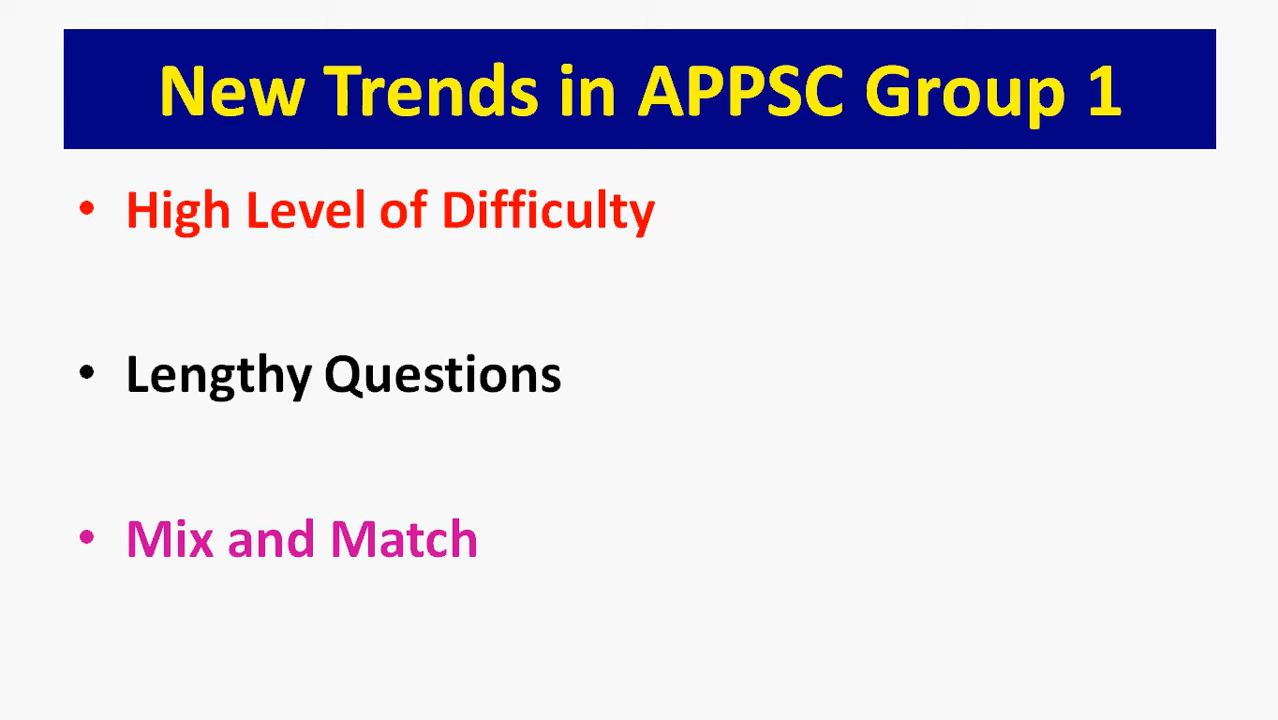 New Trends in APPSC Group 1
• High Level of Difficulty
• Lengthy Questions
• Mix and Match